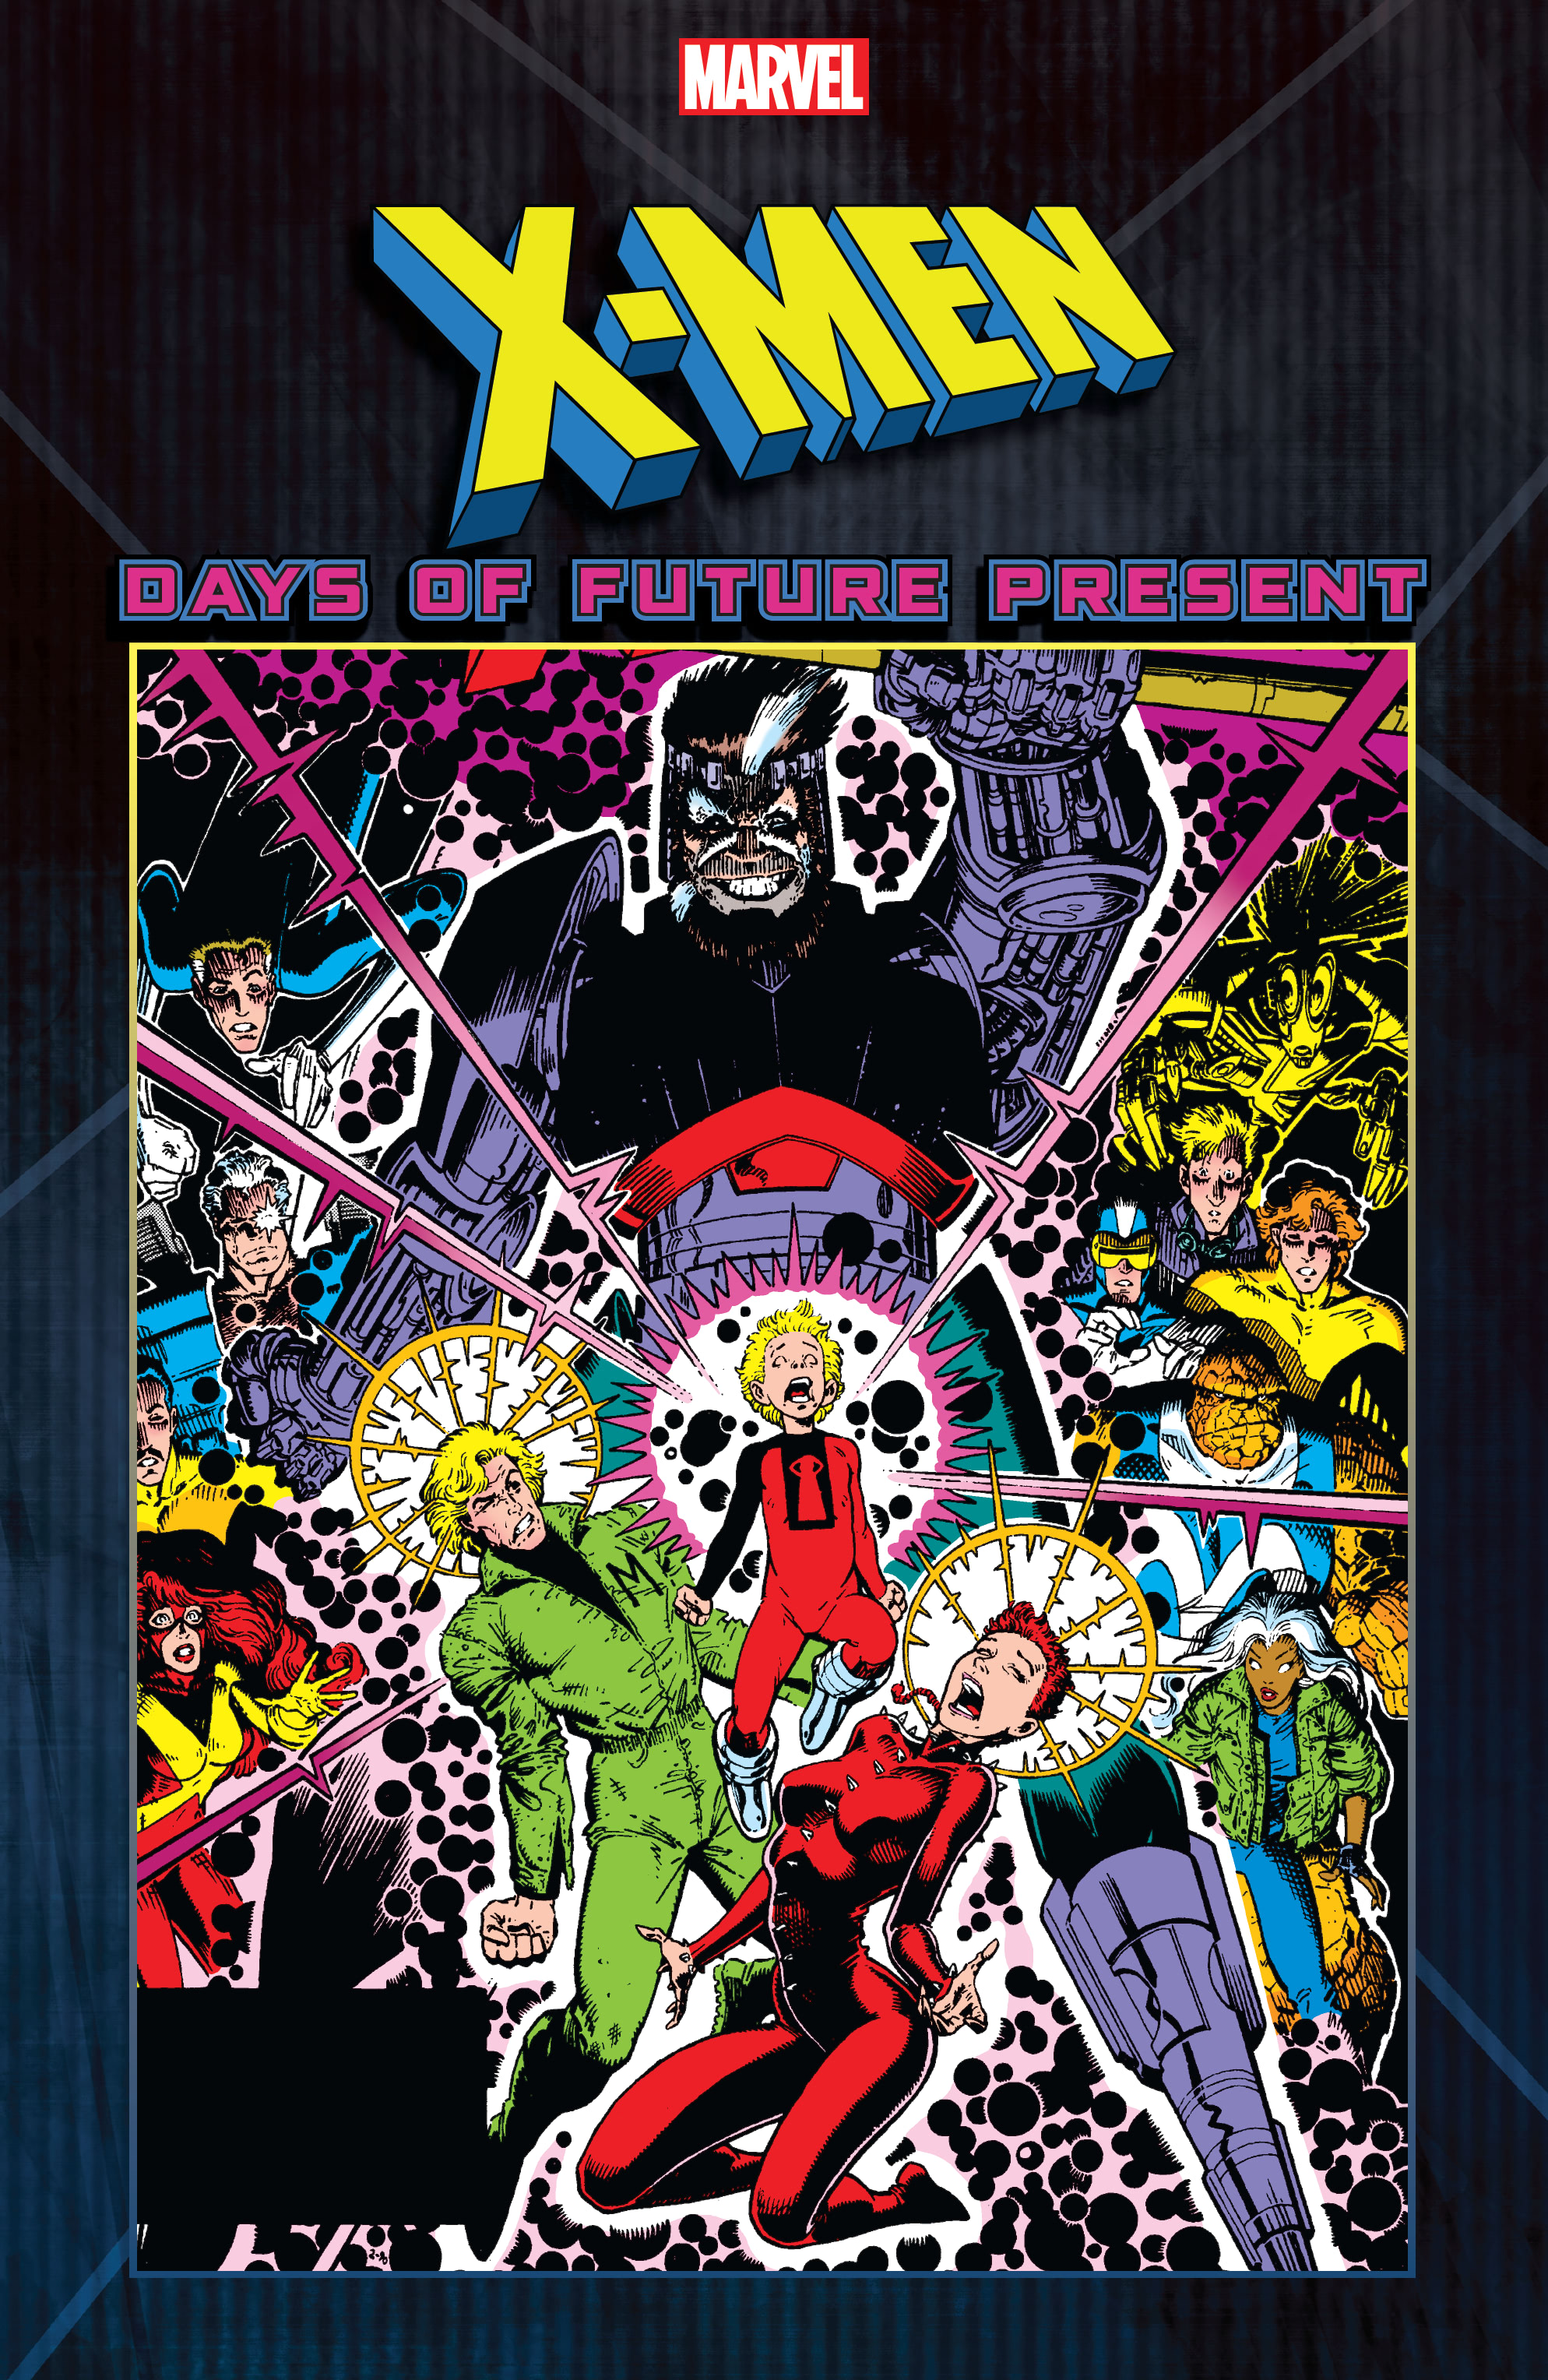 MARVEL
X-MEN
DAYS OF FUTURE PRESENT
M